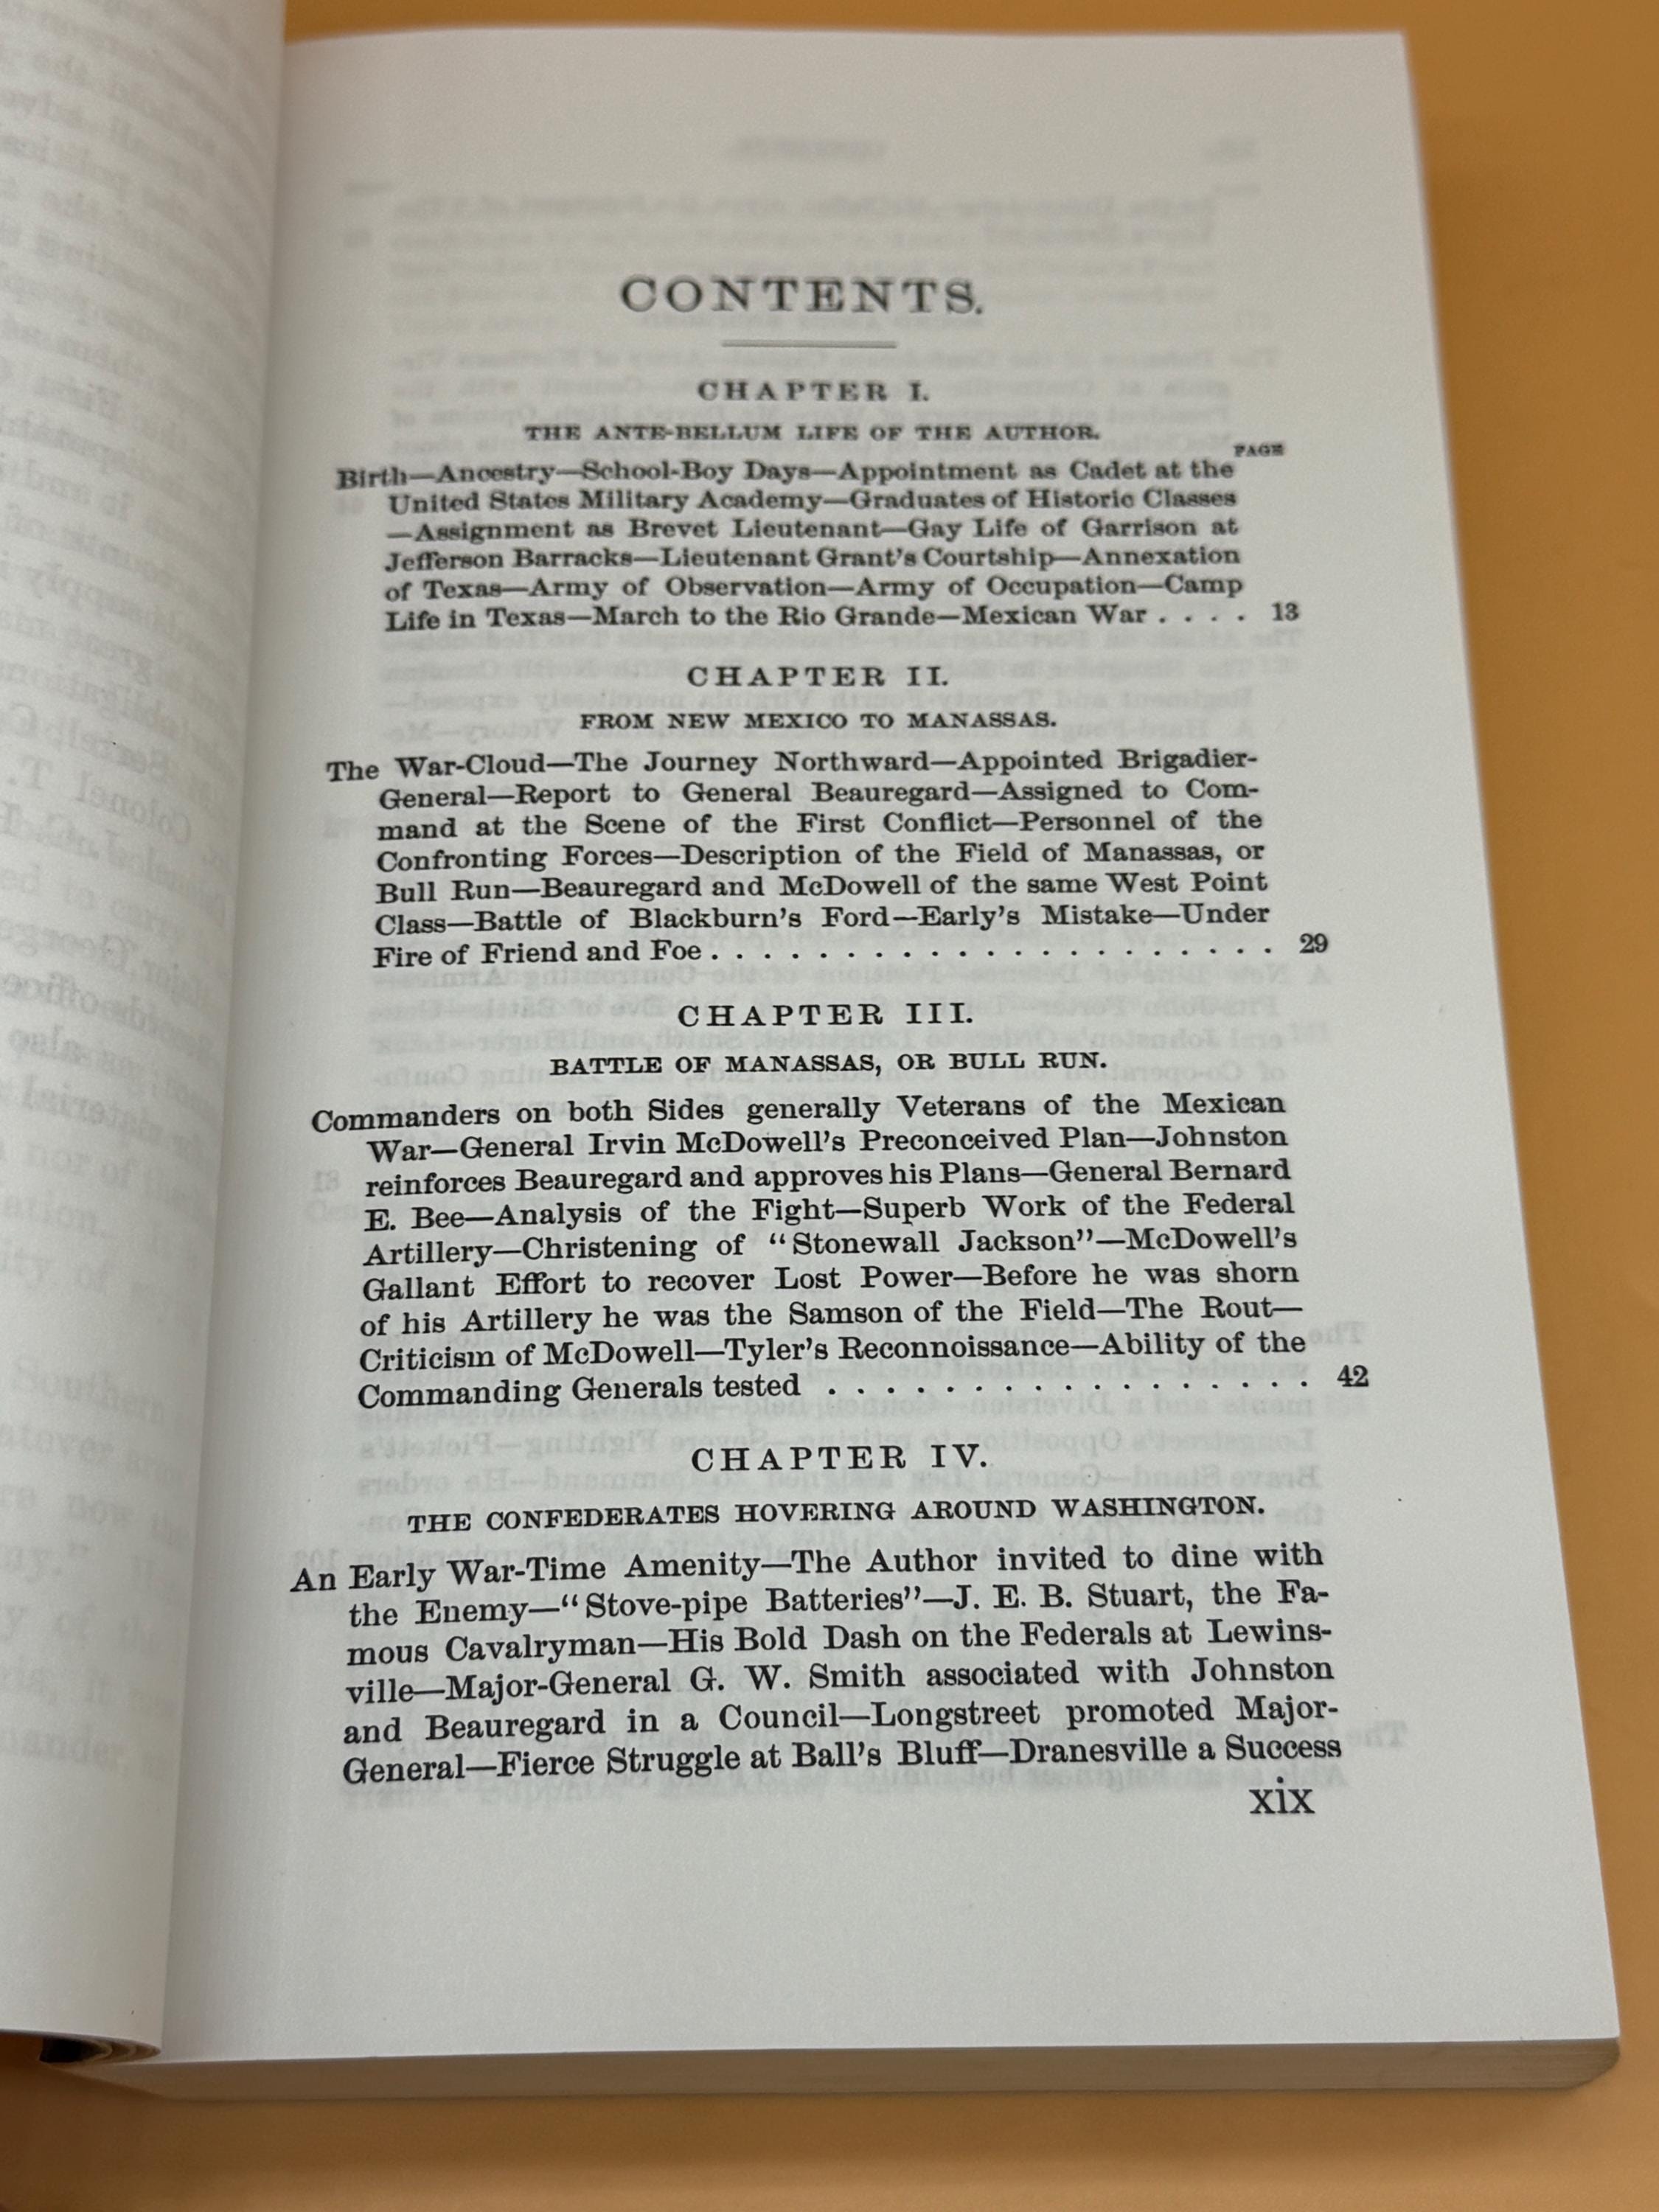 CONTENTS.
CHAPTER I.
THE ANTE-BELLUM LIFE OF THE AUTHOR.
PAGE
Birth—Ancestry—School-Boy Days—Appointment as Cadet at the
United States Military Academy—Graduates of Historic Classes
—Assignment as Brevet Lieutenant—Gay Life of Garrison at
Jefferson Barracks—Lieutenant Grant's Courtship—Annexation
of Texas—Army of Observation—Army of Occupation—Camp
Life in Texas—March to the Rio Grande—Mexican War . . . . 13
CHAPTER II.
FROM NEW MEXICO TO MANASSAS.
The War-Cloud—The Journey Northward—Appointed Brigadier-
General—Report to General Beauregard—Assigned to Com-
mand at the Scene of the First Conflict—Personnel of the
Confronting Forces—Description of the Field of Manassas, or
Bull Run—Beauregard and McDowell of the same West Point
Class—Battle of Blackburn's Ford—Early's Mistake—Under
Fire of Friend and Foe . . . . . . . . . . . . . . . . . . . . . 29
CHAPTER III.
BATTLE OF MANASSAS, OR BULL RUN.
Commanders on both Sides generally Veterans of the Mexican
War—General Irvin McDowell's Preconceived Plan—Johnston
reinforces Beauregard and approves his Plans—General Bernard
E. Bee—Analysis of the Fight—Superb Work of the Federal
Artillery—Christening of "Stonewall Jackson"—McDowell's
Gallant Effort to recover Lost Power—Before he was shorn
of his Artillery he was the Samson of the Field—The Rout—
Criticism of McDowell—Tyler's Reconnoissance—Ability of the
Commanding Generals tested . . . . . . . . . . . . . . . . . 42
CHAPTER IV.
THE CONFEDERATES HOVERING AROUND WASHINGTON.
An Early War-Time Amenity—The Author invited to dine with
the Enemy—"Stove-pipe Batteries"—J. E. B. Stuart, the Fa-
mous Cavalryman—His Bold Dash on the Federals at Lewins-
ville—Major-General G. W. Smith associated with Johnston
and Beauregard in a Council—Longstreet promoted Major-
General—Fierce Struggle at Ball's Bluff—Dranesville a Success
xix